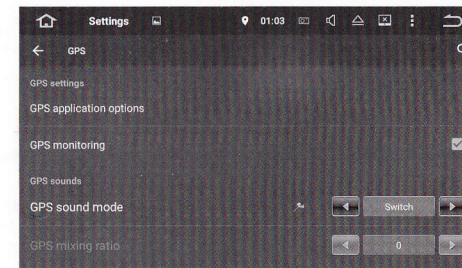 Settings 01:03
GPS
GPS settings
GPS application options
GPS monitoring
GPS sounds
GPS sound mode Switch
GPS mixing ratio 0